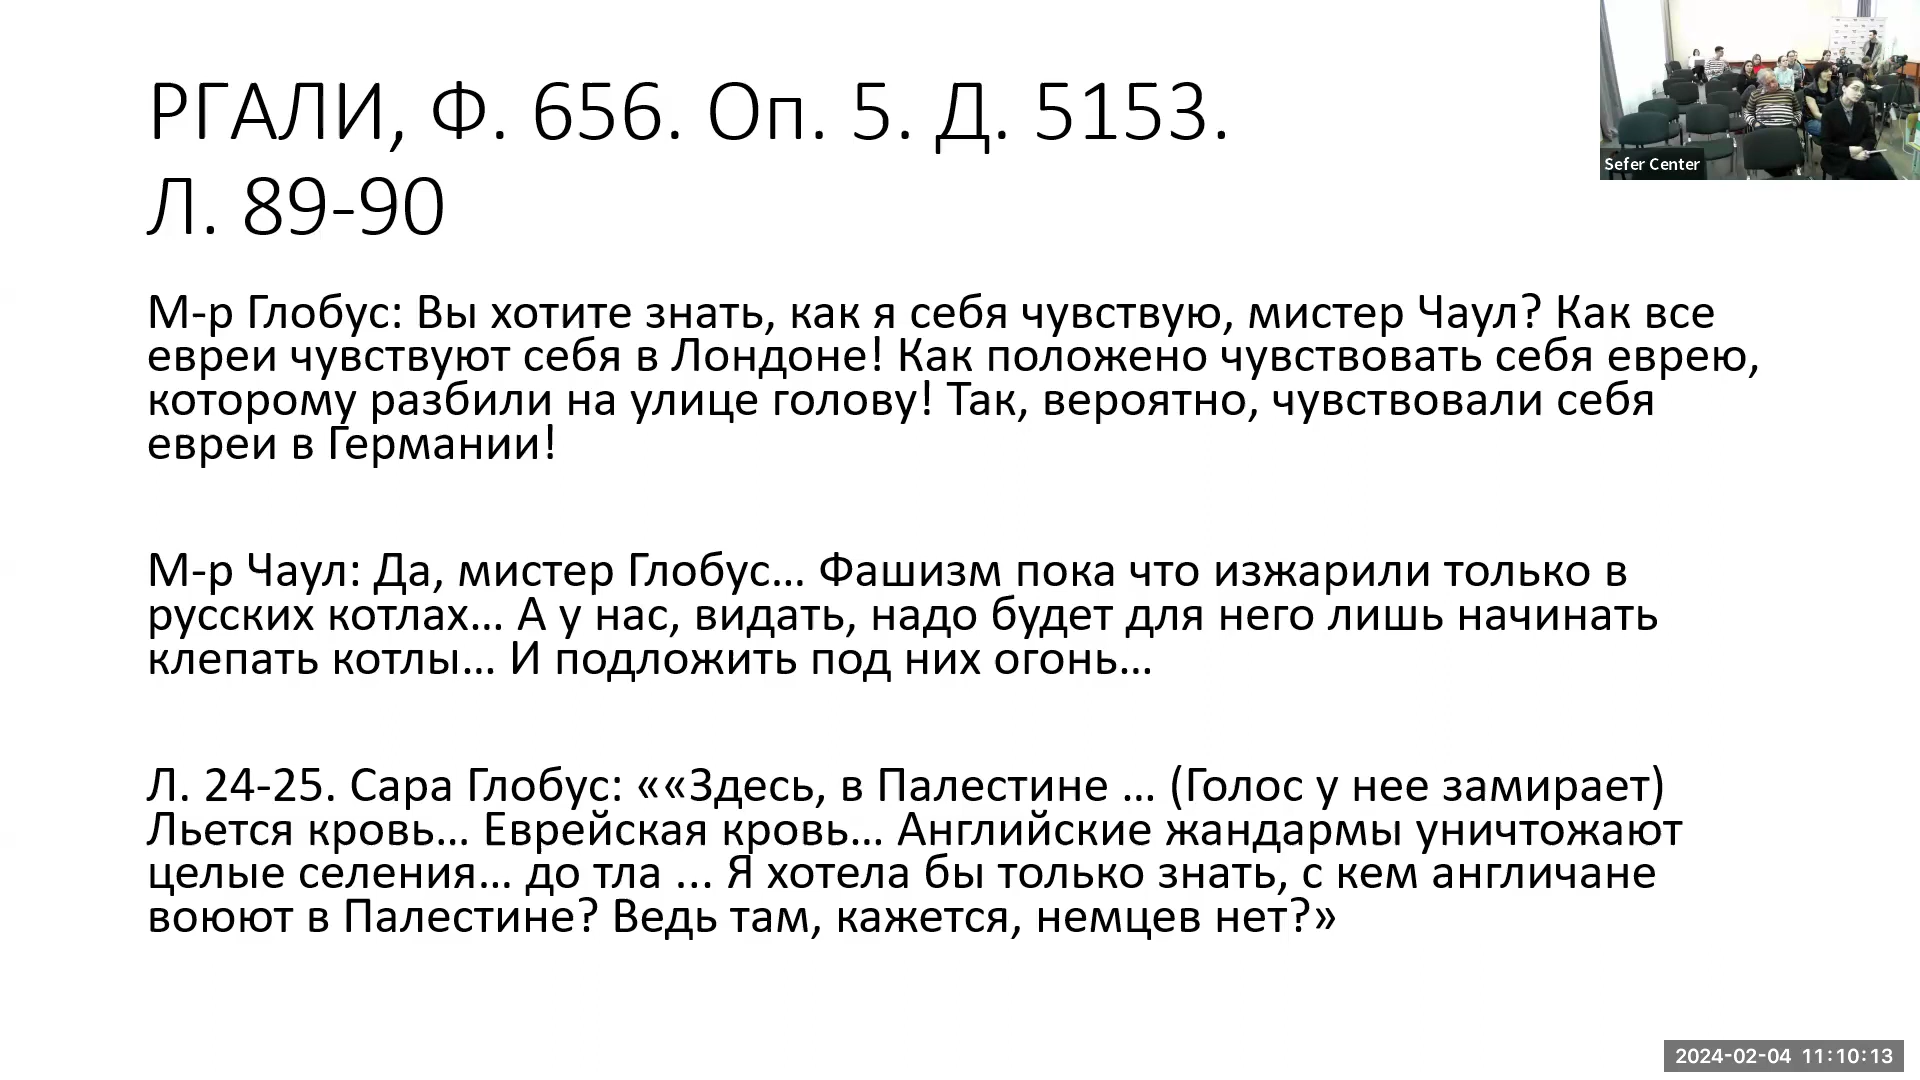 РГАЛИ, Ф. 656. Оп. 5. Д. 5153.
Л. 89-90
Sefer Center
М-р Глобус: Вы хотите знать, как я себя чувствую, мистер Чаул? Как все
евреи чувствуют себя в Лондоне! Как положено чувствовать себя еврею,
которому разбили на улице голову! Так, вероятно, чувствовали себя
евреи в Германии!
М-р Чаул: Да, мистер Глобус… Фашизм пока что изжарили только в
русских котлах… А у нас, видать, надо будет для него лишь начинать
клепать котлы… И подложить под них огонь…
Л. 24-25. Сара Глобус: ««Здесь, в Палестине … (Голос у нее замирает)
Льется кровь… Еврейская кровь… Английские жандармы уничтожают
целые селения… до тла ... Я хотела бы только знать, с кем англичане
воюют в Палестине? Ведь там, кажется, немцев нет?»
2024-02-04 11:10:13